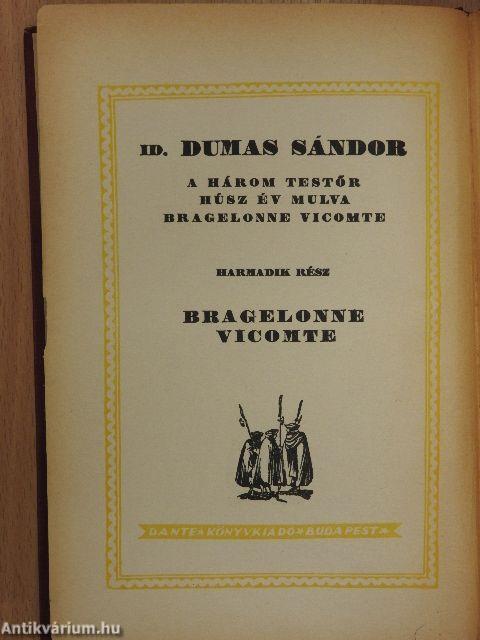 ID. DUMAS SÁNDOR
A HÁROM TESTŐR
HÚSZ ÉV MULVA
BRAGELONNE VICOMTE
HARMADIK RÉSZ
BRAGELONNE
VICOMTE
DANTE KÖNYVKIADÓ BUDAPEST
Antikvárium.hu